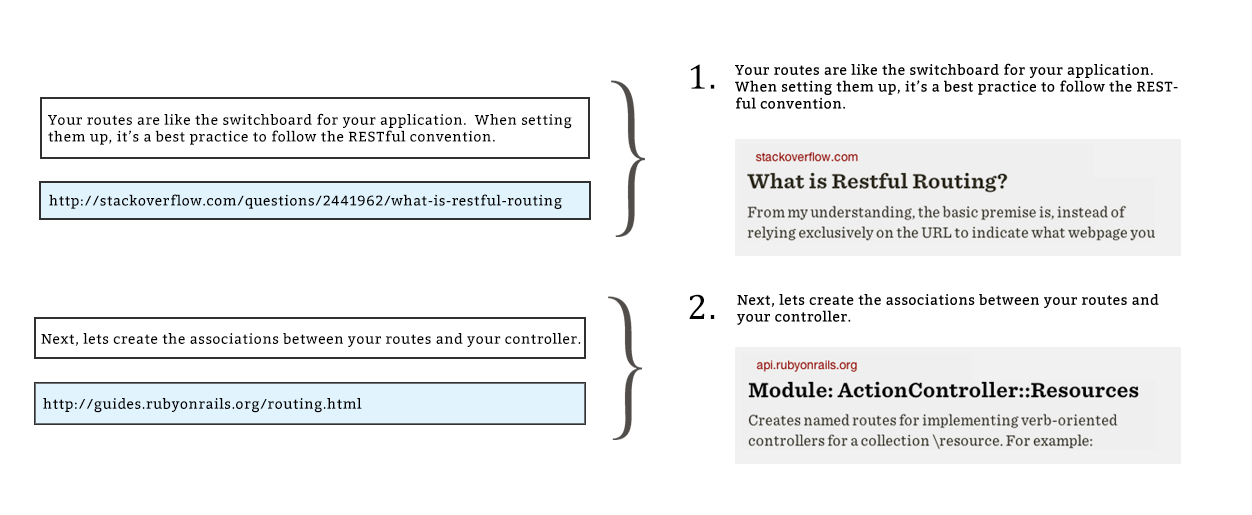 Your routes are like the switchboard for your application.  When setting
them up, it's a best practice to follow the RESTful convention.
http://stackoverflow.com/questions/2441962/what-is-restful-routing
1.
Your routes are like the switchboard for your application.
When setting them up, it's a best practice to follow the REST-
ful convention.
stackoverflow.com
What is Restful Routing?
From my understanding, the basic premise is, instead of
relying exclusively on the URL to indicate what webpage you
Next, lets create the associations between your routes and your controller.
http://guides.rubyonrails.org/routing.html
2.
Next, lets create the associations between your routes and
your controller.
api.rubyonrails.org
Module: ActionController::Resources
Creates named routes for implementing verb-oriented
controllers for a collection \resource. For example: